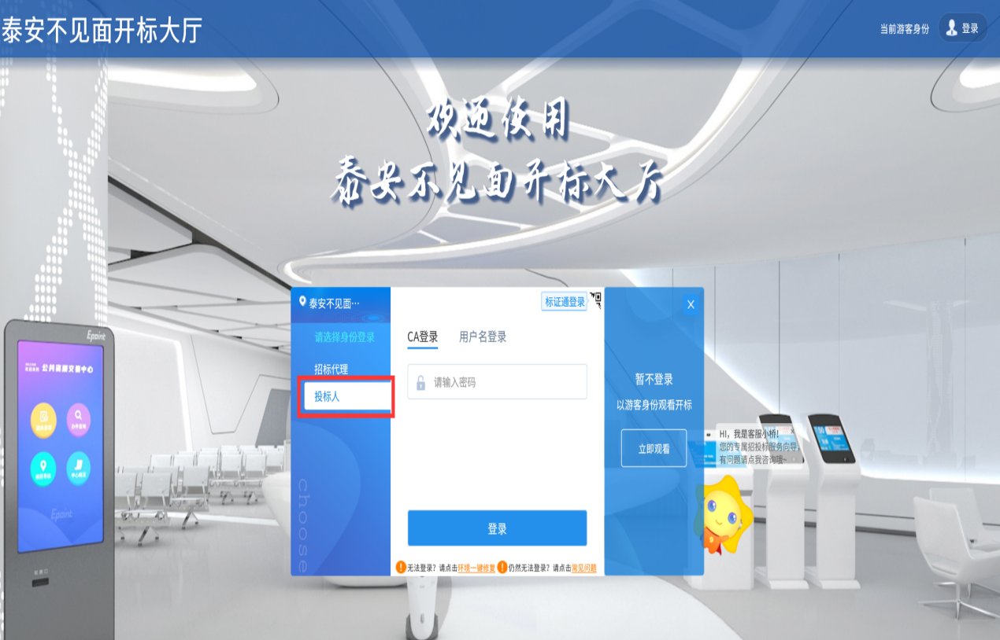 泰安不见面开标大厅
当前游客身份
登录
欢迎使用
泰安不见面开标大厅
泰安不见面…
请选择身份登录
招标代理
投标人
choose
标证通登录
CA登录
用户名登录
请输入密码
登录
无法登录？请点击环境一键修复
仍然无法登录？请点击常见问题
X
暂不登录
以游客身份观看开标
立即观看
HI，我是客服小桥！
您的专属招投标服务向导，
有问题请点我咨询哦~
Epoint
公共资源交易中心
Epoint